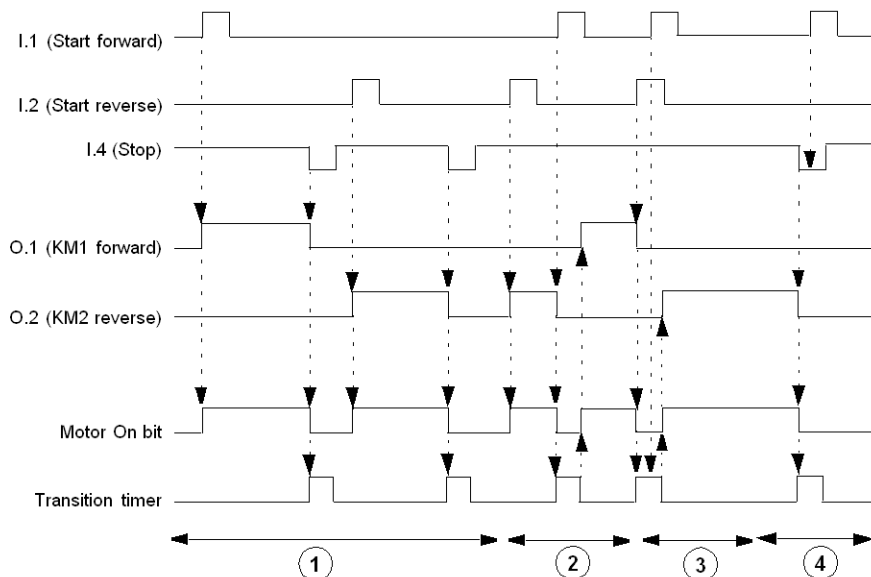 I.1 (Start forward)
I.2 (Start reverse)
I.4 (Stop)
O.1 (KM1 forward)
O.2 (KM2 reverse)
Motor On bit
Transition timer
1
2
3
4